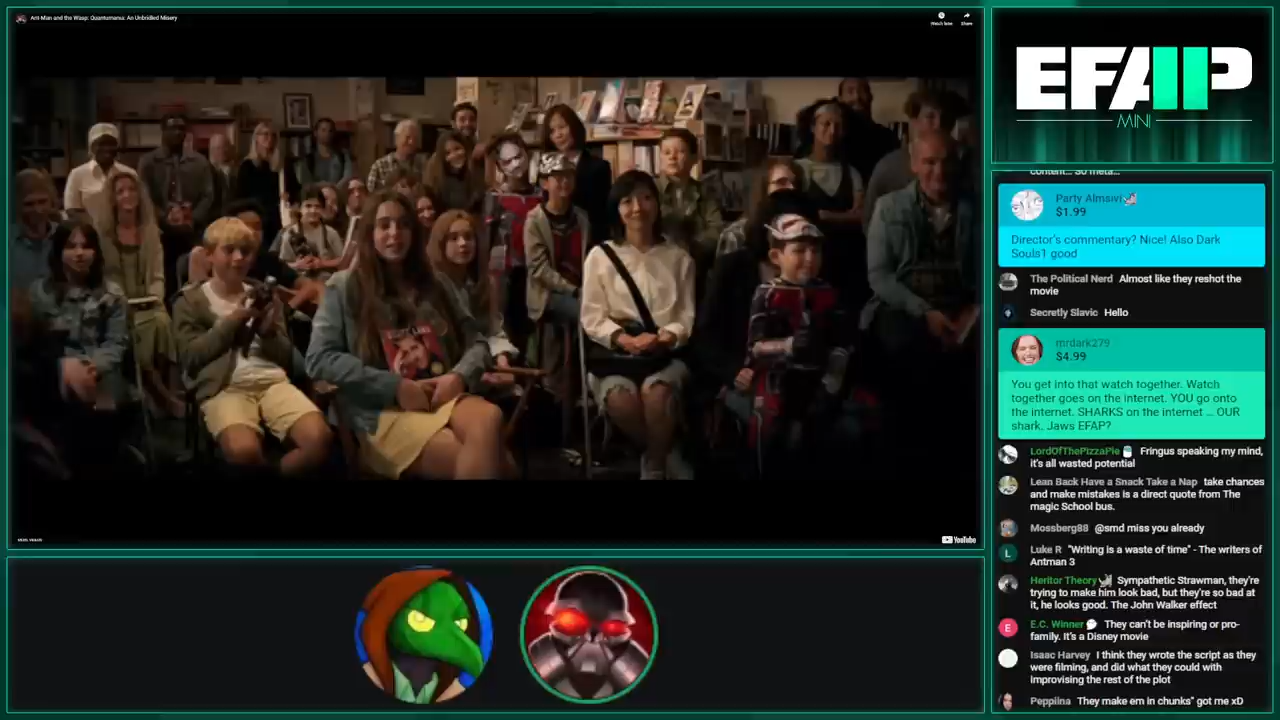 Ant-Man and the Wasp: Quantumania: An Unbridled Misery
Watch later
Share
YouTube
EFAP
MINI
content... So meta...
Party Almsivi
$1.99
Director's commentary? Nice! Also Dark
Souls1 good
The Political Nerd Almost like they reshot the
movie
Secretly Slavic Hello
mrdark279
$4.99
You get into that watch together. Watch
together goes on the internet. YOU go onto
the internet. SHARKS on the internet ... OUR
shark. Jaws EFAP?
LordOfThePizzaPie Fringus speaking my mind,
it's all wasted potential
Lean Back Have a Snack Take a Nap take chances
and make mistakes is a direct quote from The
magic School bus.
Mossberg88 @smd miss you already
L
Luke R "Writing is a waste of time" - The writers of
Antman 3
Heritor Theory Sympathetic Strawman, they're
trying to make him look bad, but they're so bad at
it, he looks good. The John Walker effect
E
E.C. Winner They can't be inspiring or pro-
family. It's a Disney movie
Isaac Harvey I think they wrote the script as they
were filming, and did what they could with
improvising the rest of the plot
Peppiina They make em in chunks" got me xD